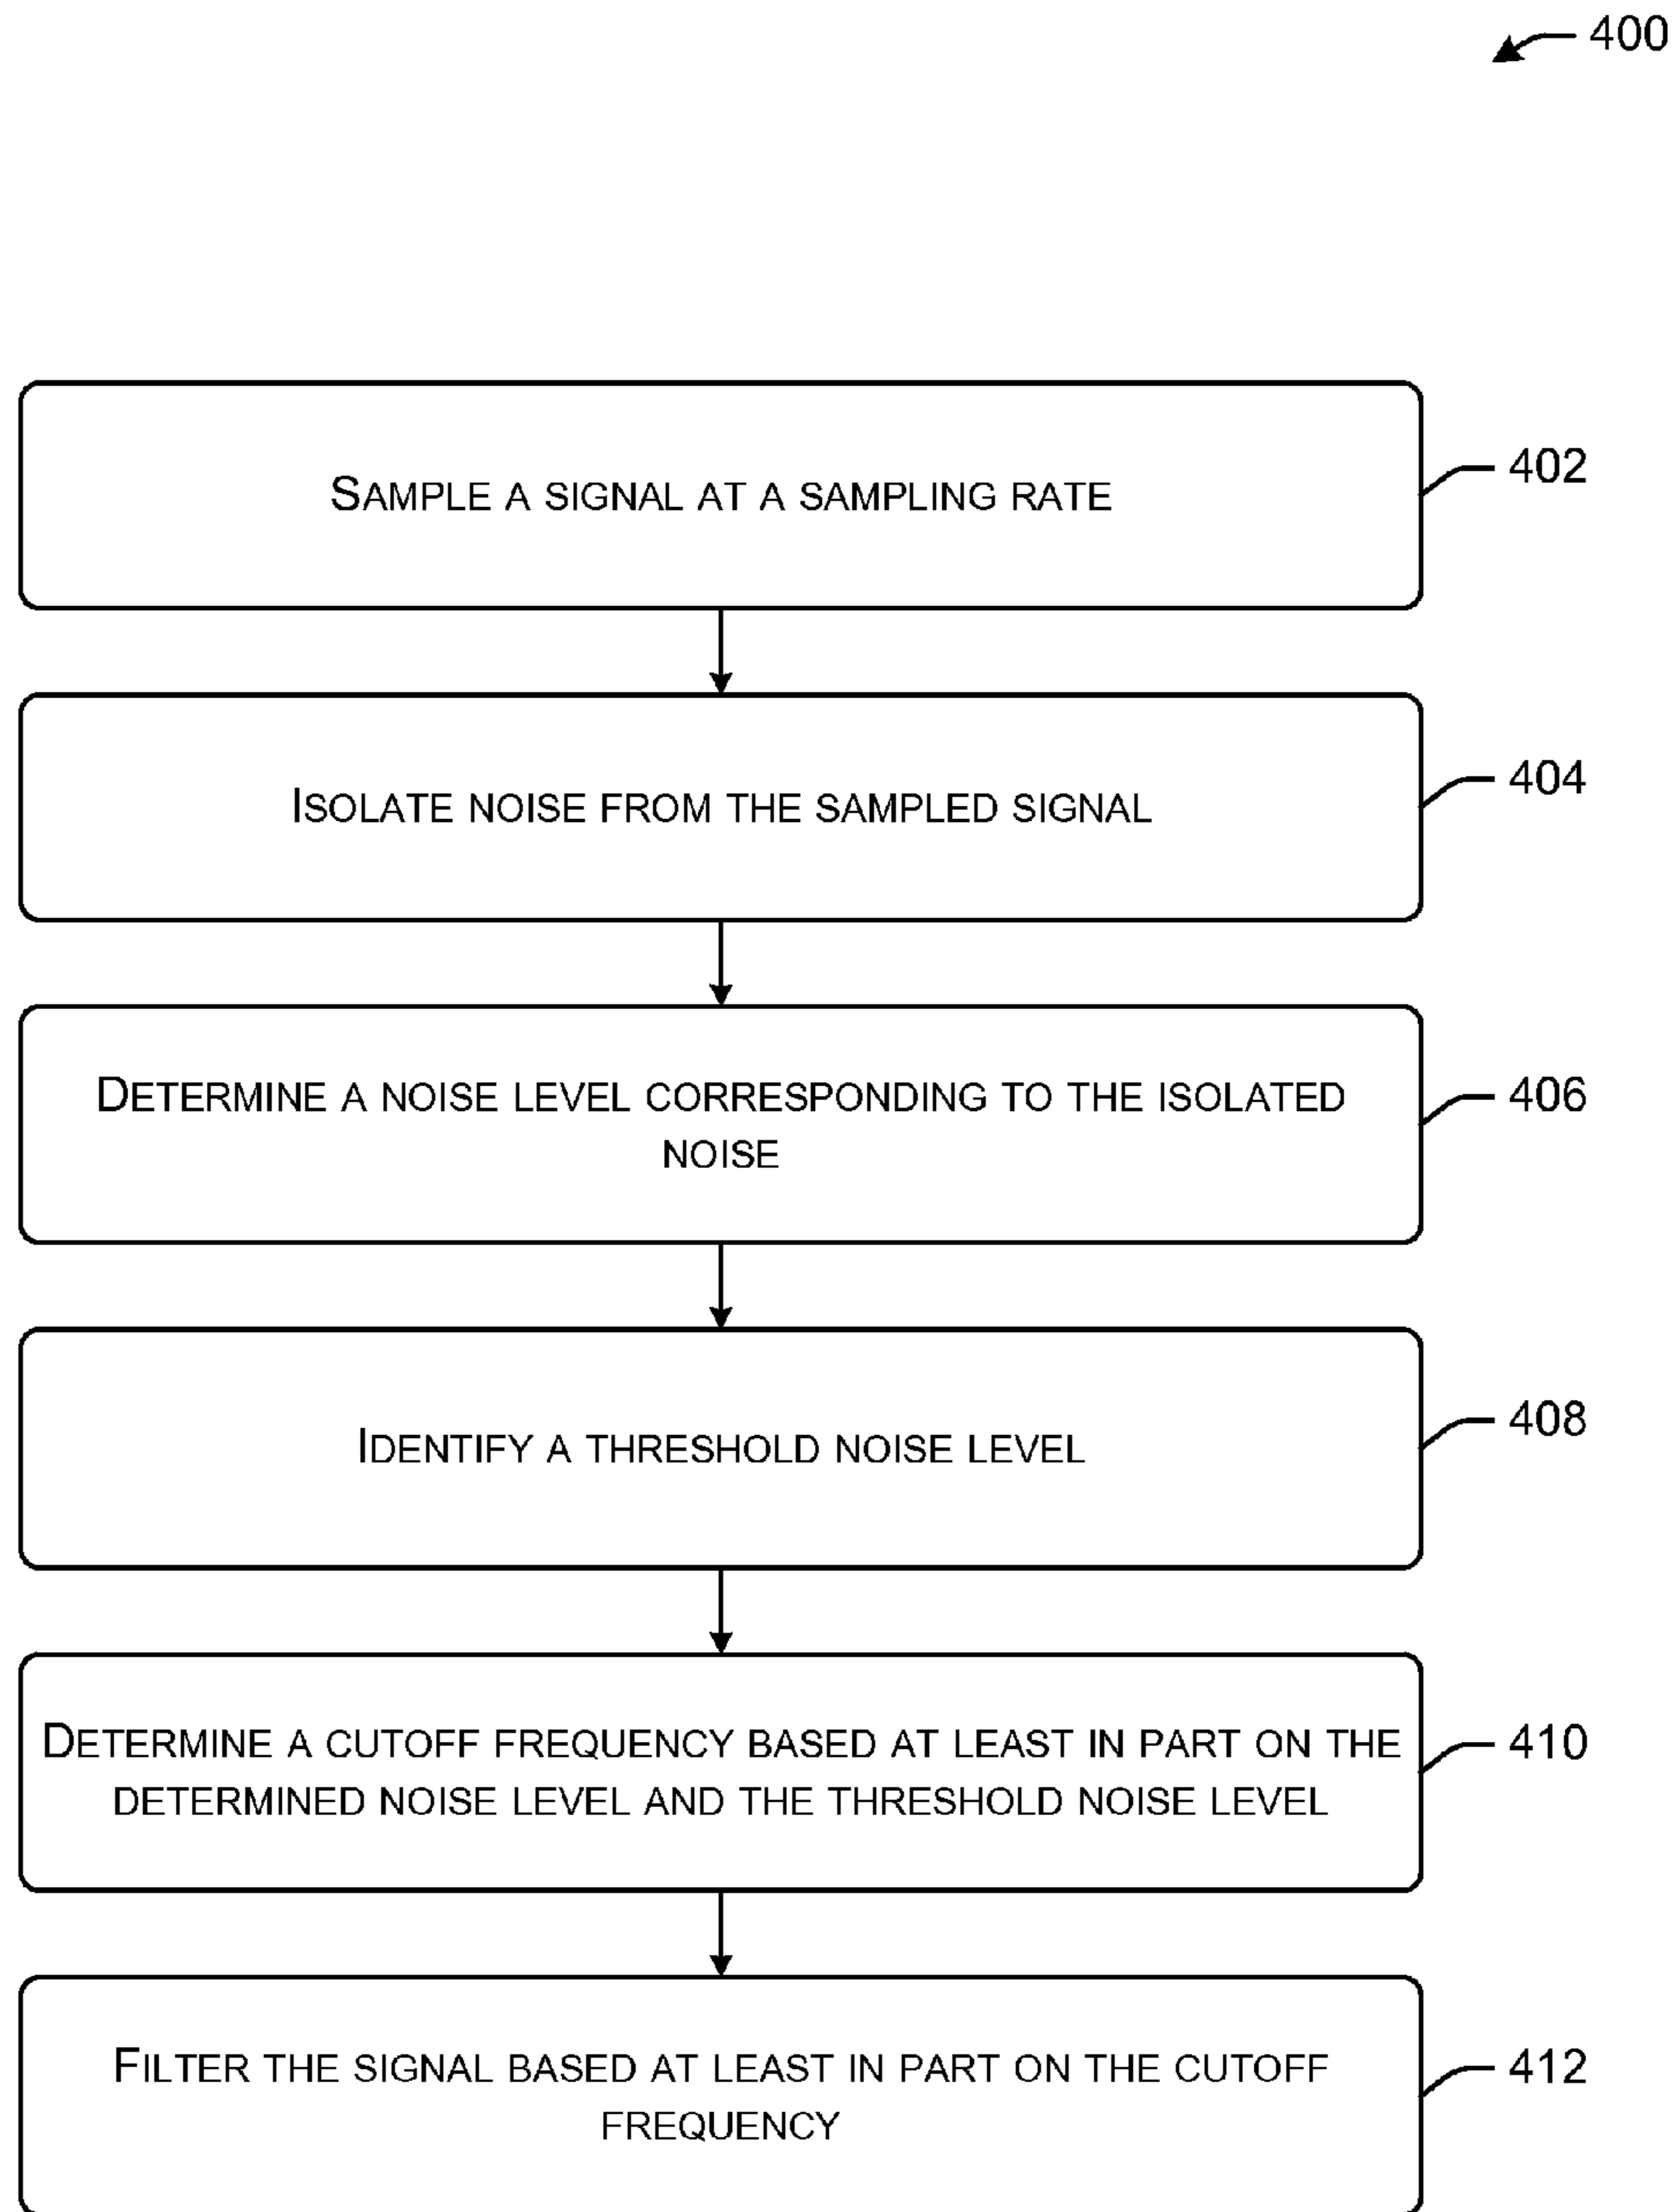 400
SAMPLE A SIGNAL AT A SAMPLING RATE
402
ISOLATE NOISE FROM THE SAMPLED SIGNAL
404
DETERMINE A NOISE LEVEL CORRESPONDING TO THE ISOLATED
NOISE
406
IDENTIFY A THRESHOLD NOISE LEVEL
408
DETERMINE A CUTOFF FREQUENCY BASED AT LEAST IN PART ON THE
DETERMINED NOISE LEVEL AND THE THRESHOLD NOISE LEVEL
410
FILTER THE SIGNAL BASED AT LEAST IN PART ON THE CUTOFF
FREQUENCY
412